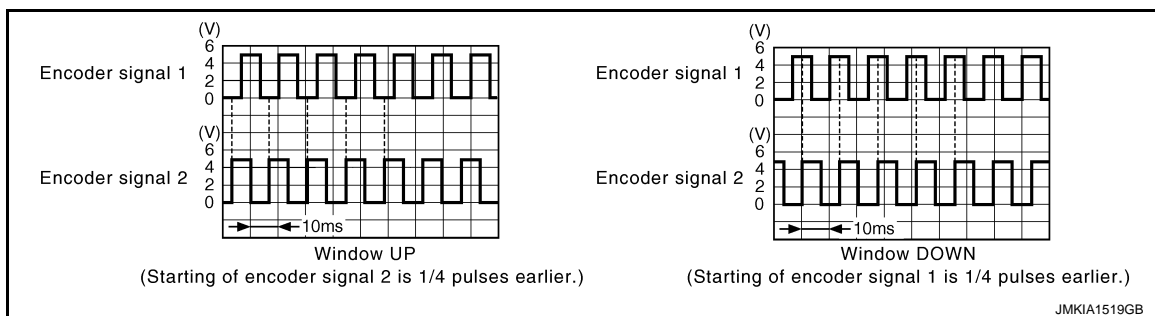 (V)
6
Encoder signal 1
4
2
0
(V)
6
Encoder signal 2
4
2
0
10ms
Window UP
(Starting of encoder signal 2 is 1/4 pulses earlier.)
(V)
6
Encoder signal 1
4
2
0
(V)
6
Encoder signal 2
4
2
0
10ms
Window DOWN
(Starting of encoder signal 1 is 1/4 pulses earlier.)
JMKIA1519GB